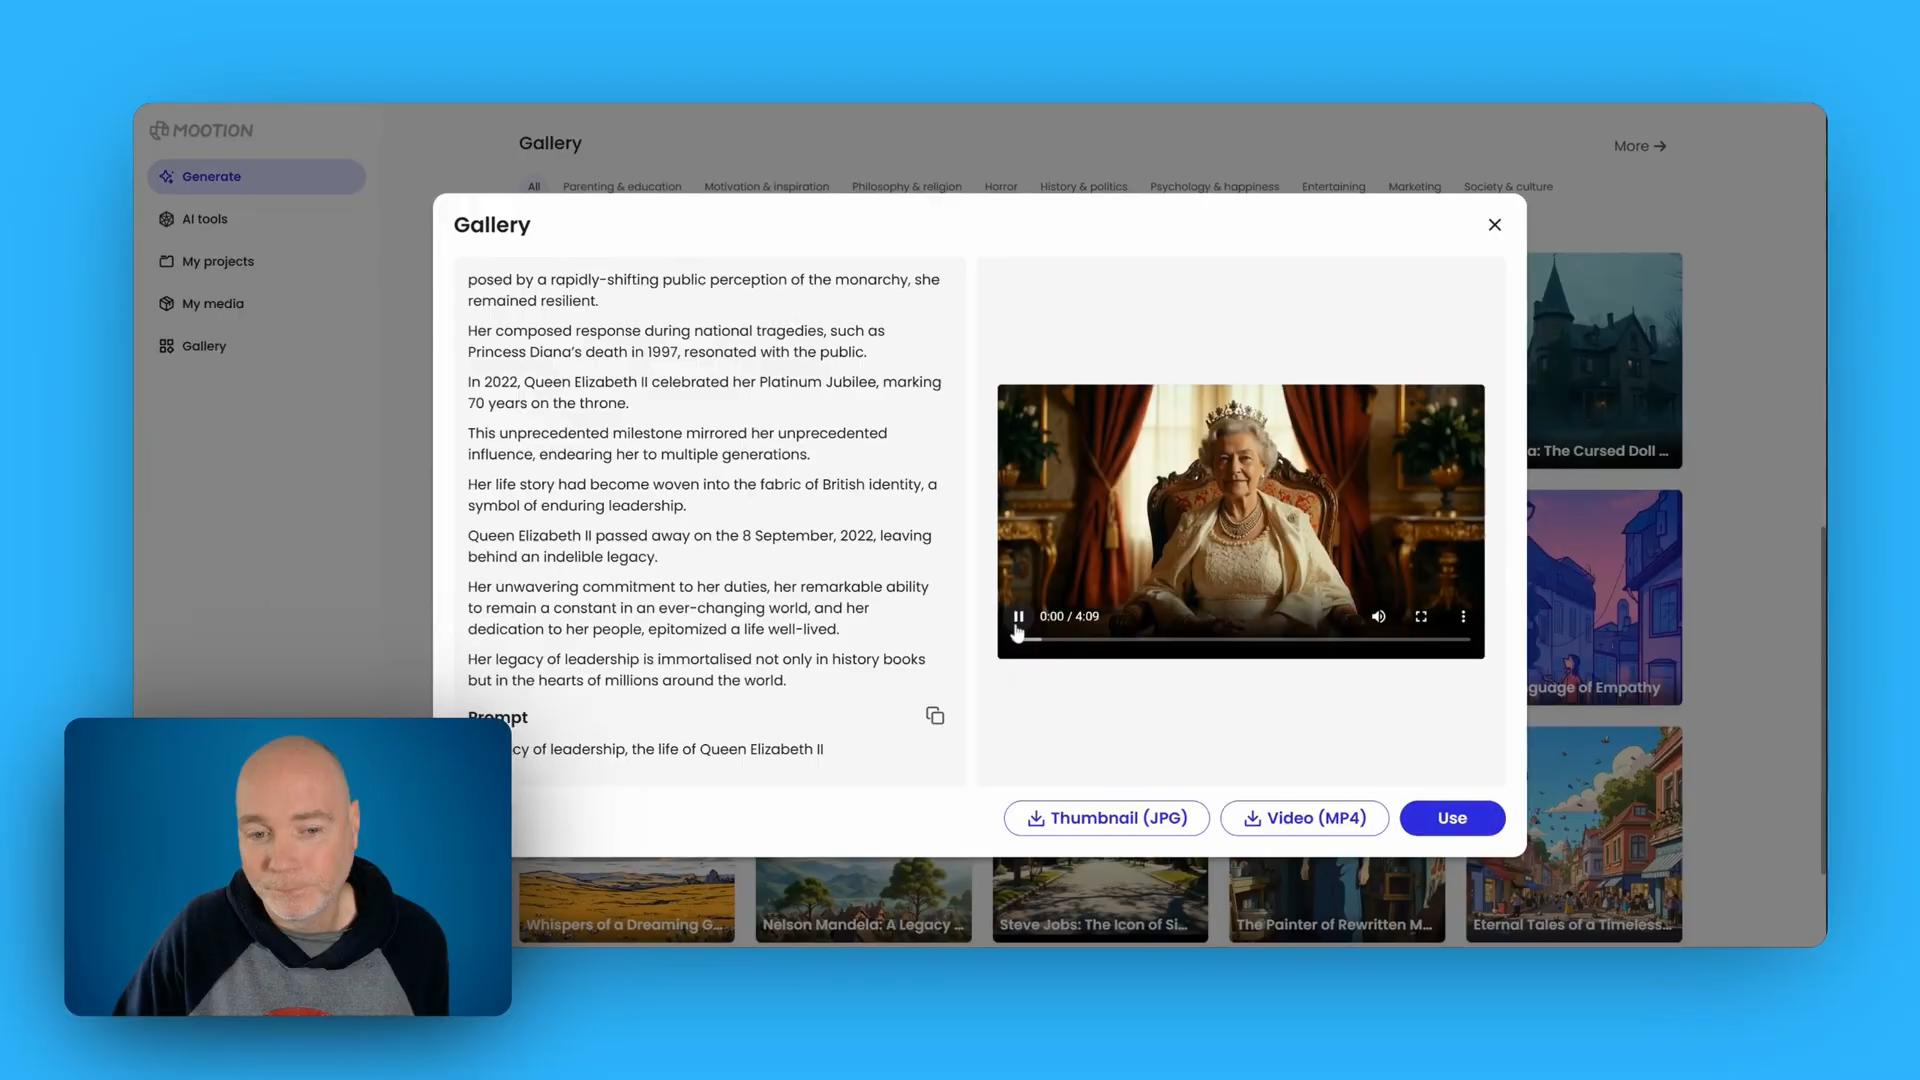 MOOTION
Generate
AI tools
My projects
My media
Gallery
Gallery
More
All Parenting & education Motivation & inspiration Philosophy & religion Horror History & politics Psychology & happiness Entertaining Marketing Society & culture
Gallery
posed by a rapidly-shifting public perception of the monarchy, she
remained resilient.
Her composed response during national tragedies, such as
Princess Diana's death in 1997, resonated with the public.
In 2022, Queen Elizabeth II celebrated her Platinum Jubilee, marking
70 years on the throne.
This unprecedented milestone mirrored her unprecedented
influence, endearing her to multiple generations.
Her life story had become woven into the fabric of British identity, a
symbol of enduring leadership.
Queen Elizabeth II passed away on the 8 September, 2022, leaving
behind an indelible legacy.
Her unwavering commitment to her duties, her remarkable ability
to remain a constant in an ever-changing world, and her
dedication to her people, epitomized a life well-lived.
Her legacy of leadership is immortalised not only in history books
but in the hearts of millions around the world.
Prompt
cy of leadership, the life of Queen Elizabeth II
0:00 / 4:09
Thumbnail (JPG)
Video (MP4)
Use
a: The Cursed Doll ...
guage of Empathy
Whispers of a Dreaming G...
Nelson Mandela: A Legacy ...
Steve Jobs: The Icon of Si...
The Painter of Rewritten M...
Eternal Tales of a Timeless...